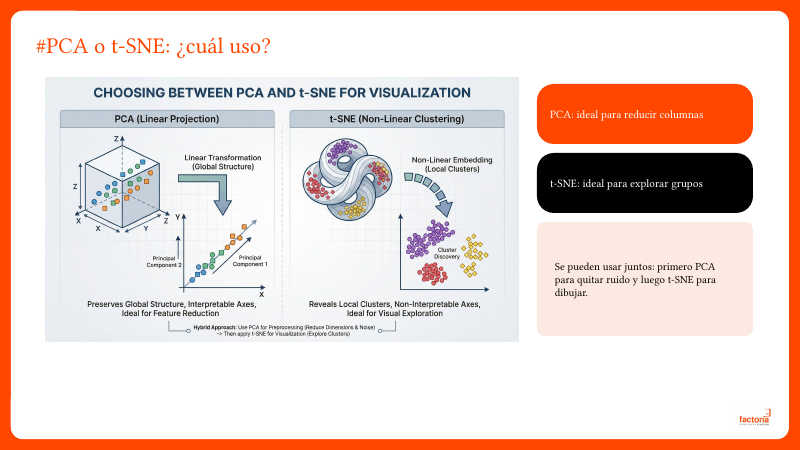 #PCA o t-SNE: ¿cuál uso?
CHOOSING BETWEEN PCA AND t-SNE FOR VISUALIZATION
PCA (Linear Projection)
Z
Z
X
X
Y
Z
Linear Transformation
(Global Structure)
Y
Principal
Component 2
Principal
Component 1
X
Preserves Global Structure, Interpretable Axes,
Ideal for Feature Reduction
t-SNE (Non-Linear Clustering)
Non-Linear Embedding
(Local Clusters)
Cluster
Discovery
Reveals Local Clusters, Non-Interpretable Axes,
Ideal for Visual Exploration
Hybrid Approach: Use PCA for Preprocessing (Reduce Dimensions & Noise)
-> Then apply t-SNE for Visualization (Explore Clusters)
PCA: ideal para reducir columnas
t-SNE: ideal para explorar grupos
Se pueden usar juntos: primero PCA
para quitar ruido y luego t-SNE para
dibujar.
factoría